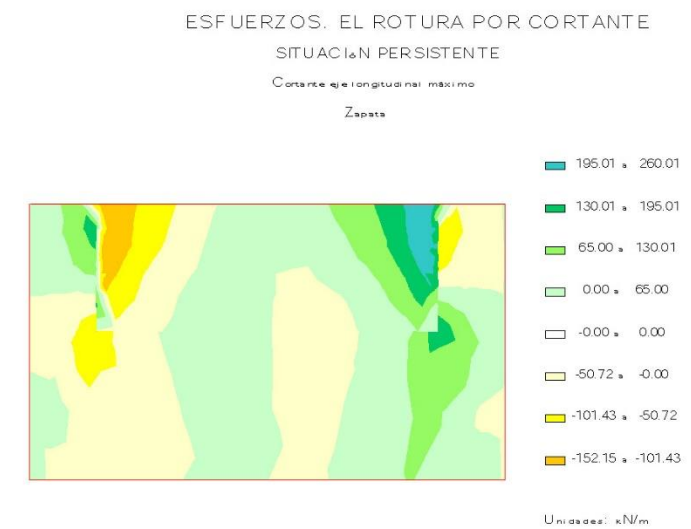 ESFUERZOS. EL ROTURA POR CORTANTE
SITUACIóN PERSISTENTE
Cortante eje longitudinal máximo
Zapata
195.01 a 260.01
130.01 a 195.01
65.00 a 130.01
0.00 a 65.00
-0.00 a 0.00
-50.72 a -0.00
-101.43 a -50.72
-152.15 a -101.43
Unidades: kN/m